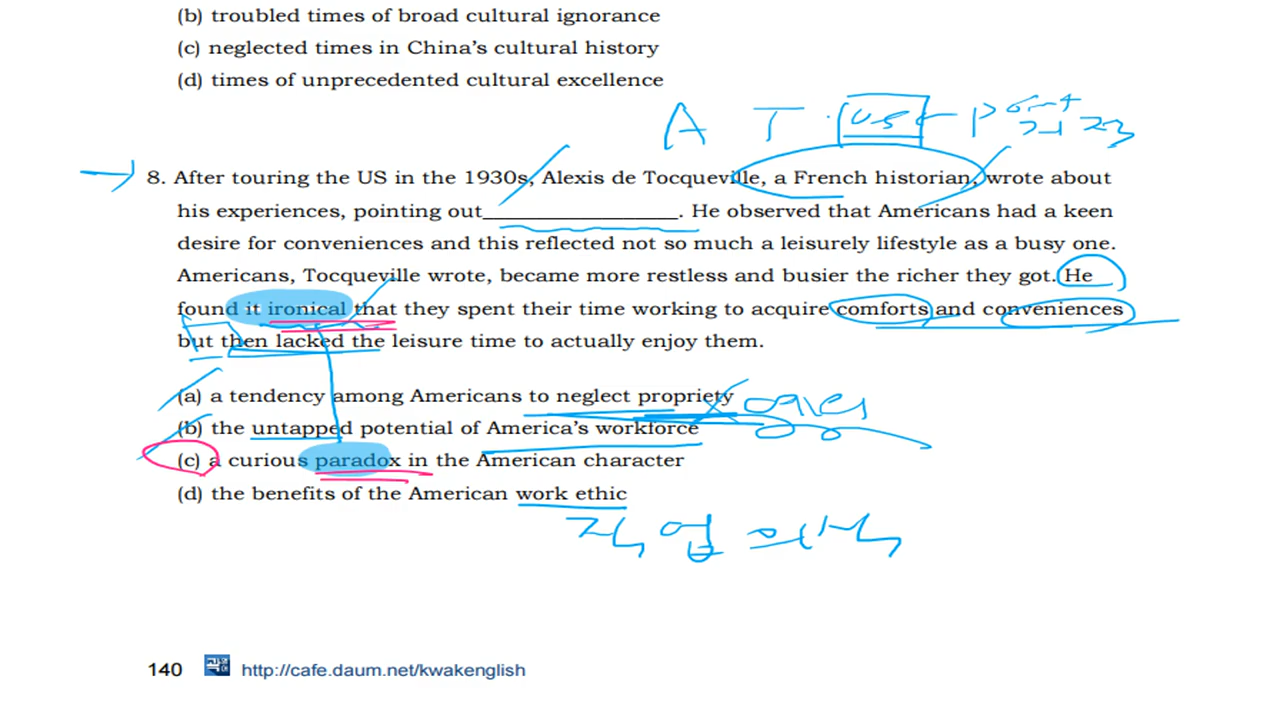 (b) troubled times of broad cultural ignorance
(c) neglected times in China's cultural history
(d) times of unprecedented cultural excellence
A T. US P
8. After touring the US in the 1930s, Alexis de Tocqueville, a French historian, wrote about
his experiences, pointing out_________________. He observed that Americans had a keen
desire for conveniences and this reflected not so much a leisurely lifestyle as a busy one.
Americans, Tocqueville wrote, became more restless and busier the richer they got. He
found it ironical that they spent their time working to acquire comforts and conveniences
but then lacked the leisure time to actually enjoy them.
(a) a tendency among Americans to neglect propriety
(b) the untapped potential of America's workforce
(c) a curious paradox in the American character
(d) the benefits of the American work ethic
직업 의식
140 http://cafe.daum.net/kwakenglish